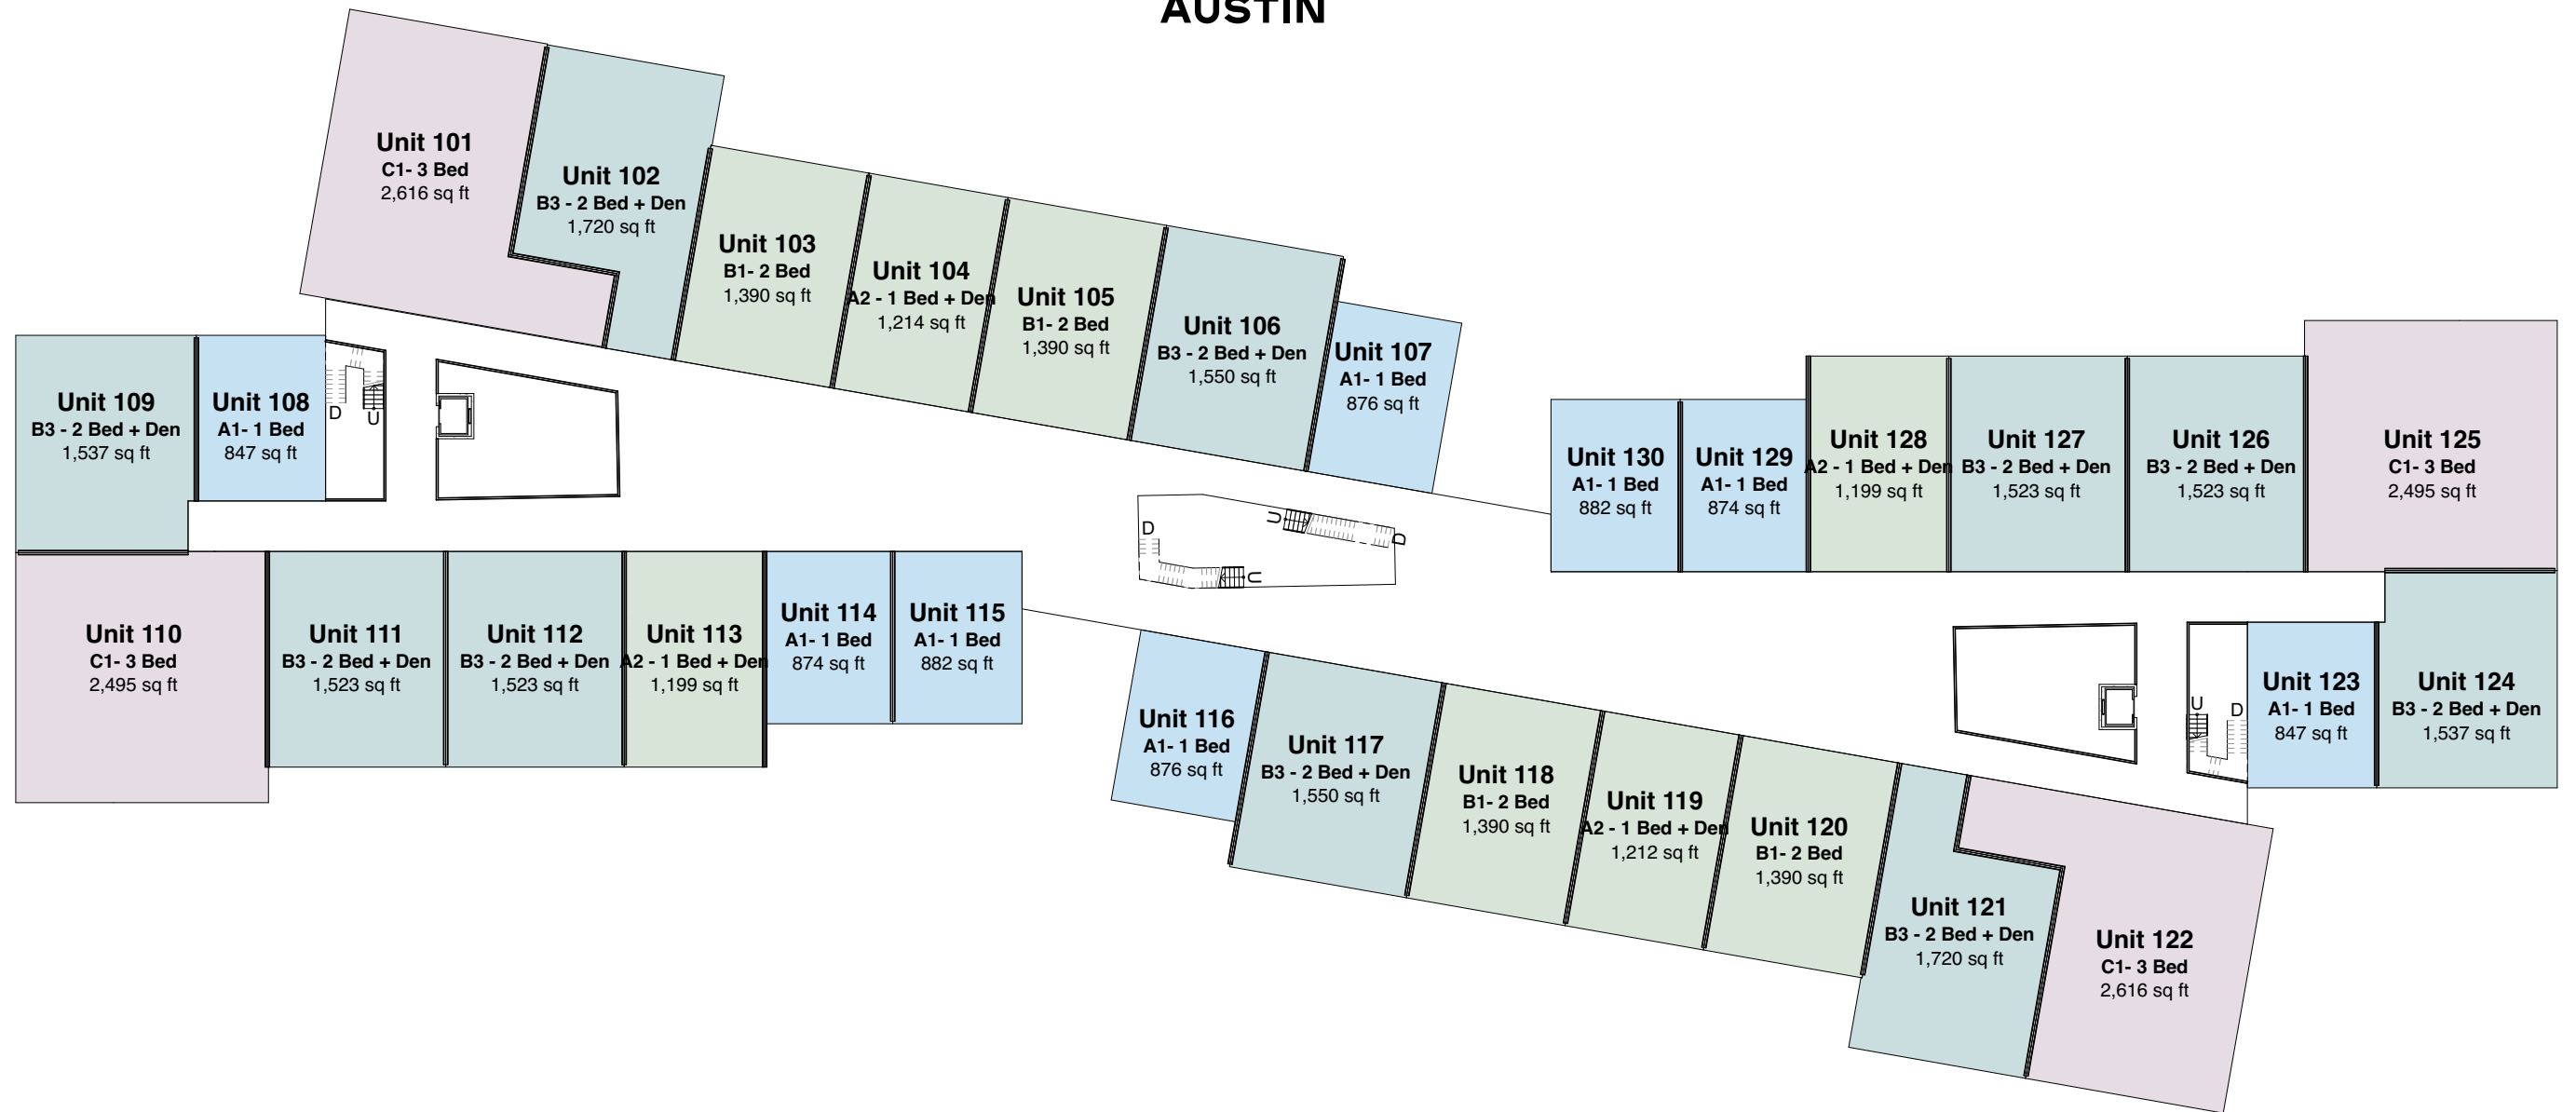 AUSTIN
Unit 101
C1- 3 Bed
2,616 sq ft
Unit 102
B3 - 2 Bed + Den
1,720 sq ft
Unit 103
B1- 2 Bed
1,390 sq ft
Unit 104
A2 - 1 Bed + Den
1,214 sq ft
Unit 105
B1- 2 Bed
1,390 sq ft
Unit 106
B3 - 2 Bed + Den
1,550 sq ft
Unit 107
A1- 1 Bed
876 sq ft
Unit 109
B3 - 2 Bed + Den
1,537 sq ft
Unit 108
A1- 1 Bed
847 sq ft
D
U
Unit 130
A1- 1 Bed
882 sq ft
Unit 129
A1- 1 Bed
874 sq ft
Unit 128
A2 - 1 Bed + Den
1,199 sq ft
Unit 127
B3 - 2 Bed + Den
1,523 sq ft
Unit 126
B3 - 2 Bed + Den
1,523 sq ft
Unit 125
C1- 3 Bed
2,495 sq ft
D
U
D
U
Unit 110
C1- 3 Bed
2,495 sq ft
Unit 111
B3 - 2 Bed + Den
1,523 sq ft
Unit 112
B3 - 2 Bed + Den
1,523 sq ft
Unit 113
A2 - 1 Bed + Den
1,199 sq ft
Unit 114
A1- 1 Bed
874 sq ft
Unit 115
A1- 1 Bed
882 sq ft
Unit 116
A1- 1 Bed
876 sq ft
Unit 117
B3 - 2 Bed + Den
1,550 sq ft
Unit 118
B1- 2 Bed
1,390 sq ft
Unit 119
A2 - 1 Bed + Den
1,212 sq ft
Unit 120
B1- 2 Bed
1,390 sq ft
Unit 121
B3 - 2 Bed + Den
1,720 sq ft
Unit 122
C1- 3 Bed
2,616 sq ft
U
D
Unit 123
A1- 1 Bed
847 sq ft
Unit 124
B3 - 2 Bed + Den
1,537 sq ft